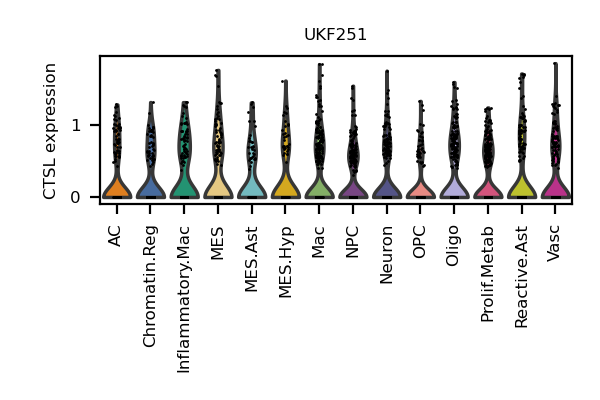 UKF251
CTSL expression
1
0
AC
Chromatin.Reg
Inflammatory.Mac
MES
MES.Ast
MES.Hyp
Mac
NPC
Neuron
OPC
Oligo
Prolif.Metab
Reactive.Ast
Vasc